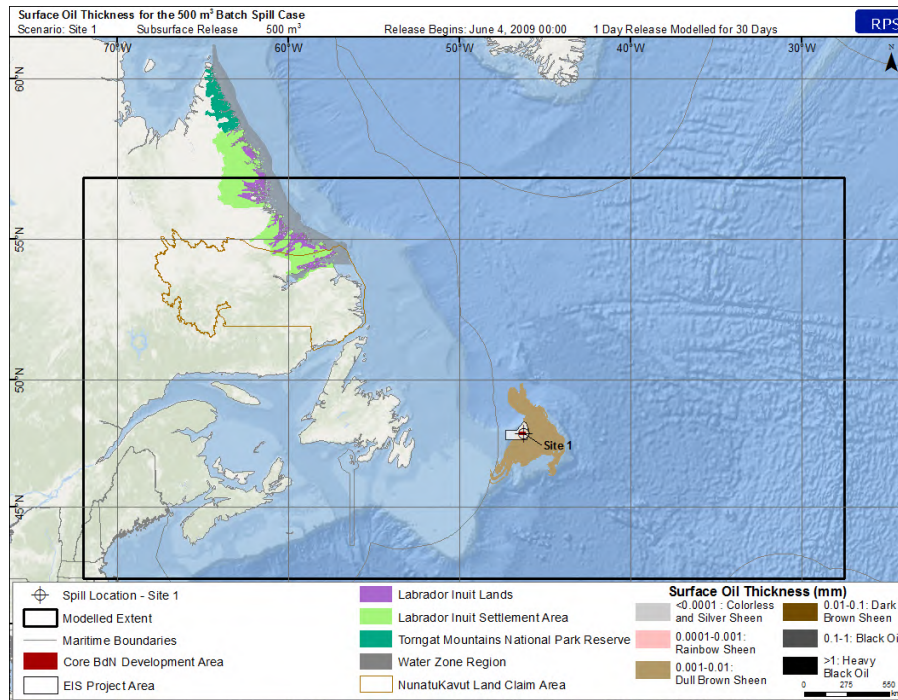 Surface Oil Thickness for the 500 m³ Batch Spill Case
Scenario: Site 1 Subsurface Release 500 m³ Release Begins: June 4, 2009 00:00 1 Day Release Modelled for 30 Days
RPS
70°W 60°W 50°W 40°W 30°W
N
60°N
55°N
50°N
Site 1
45°N
Spill Location - Site 1
Modelled Extent
Maritime Boundaries
Core BdN Development Area
EIS Project Area
Labrador Inuit Lands
Labrador Inuit Settlement Area
Torngat Mountains National Park Reserve
Water Zone Region
NunatuKavut Land Claim Area
Surface Oil Thickness (mm)
<0.0001 : Colorless
and Silver Sheen
0.0001-0.001:
Rainbow Sheen
0.001-0.01:
Dull Brown Sheen
0.01-0.1: Dark
Brown Sheen
0.1-1: Black Oil
>1: Heavy
Black Oil
0 275 550
km